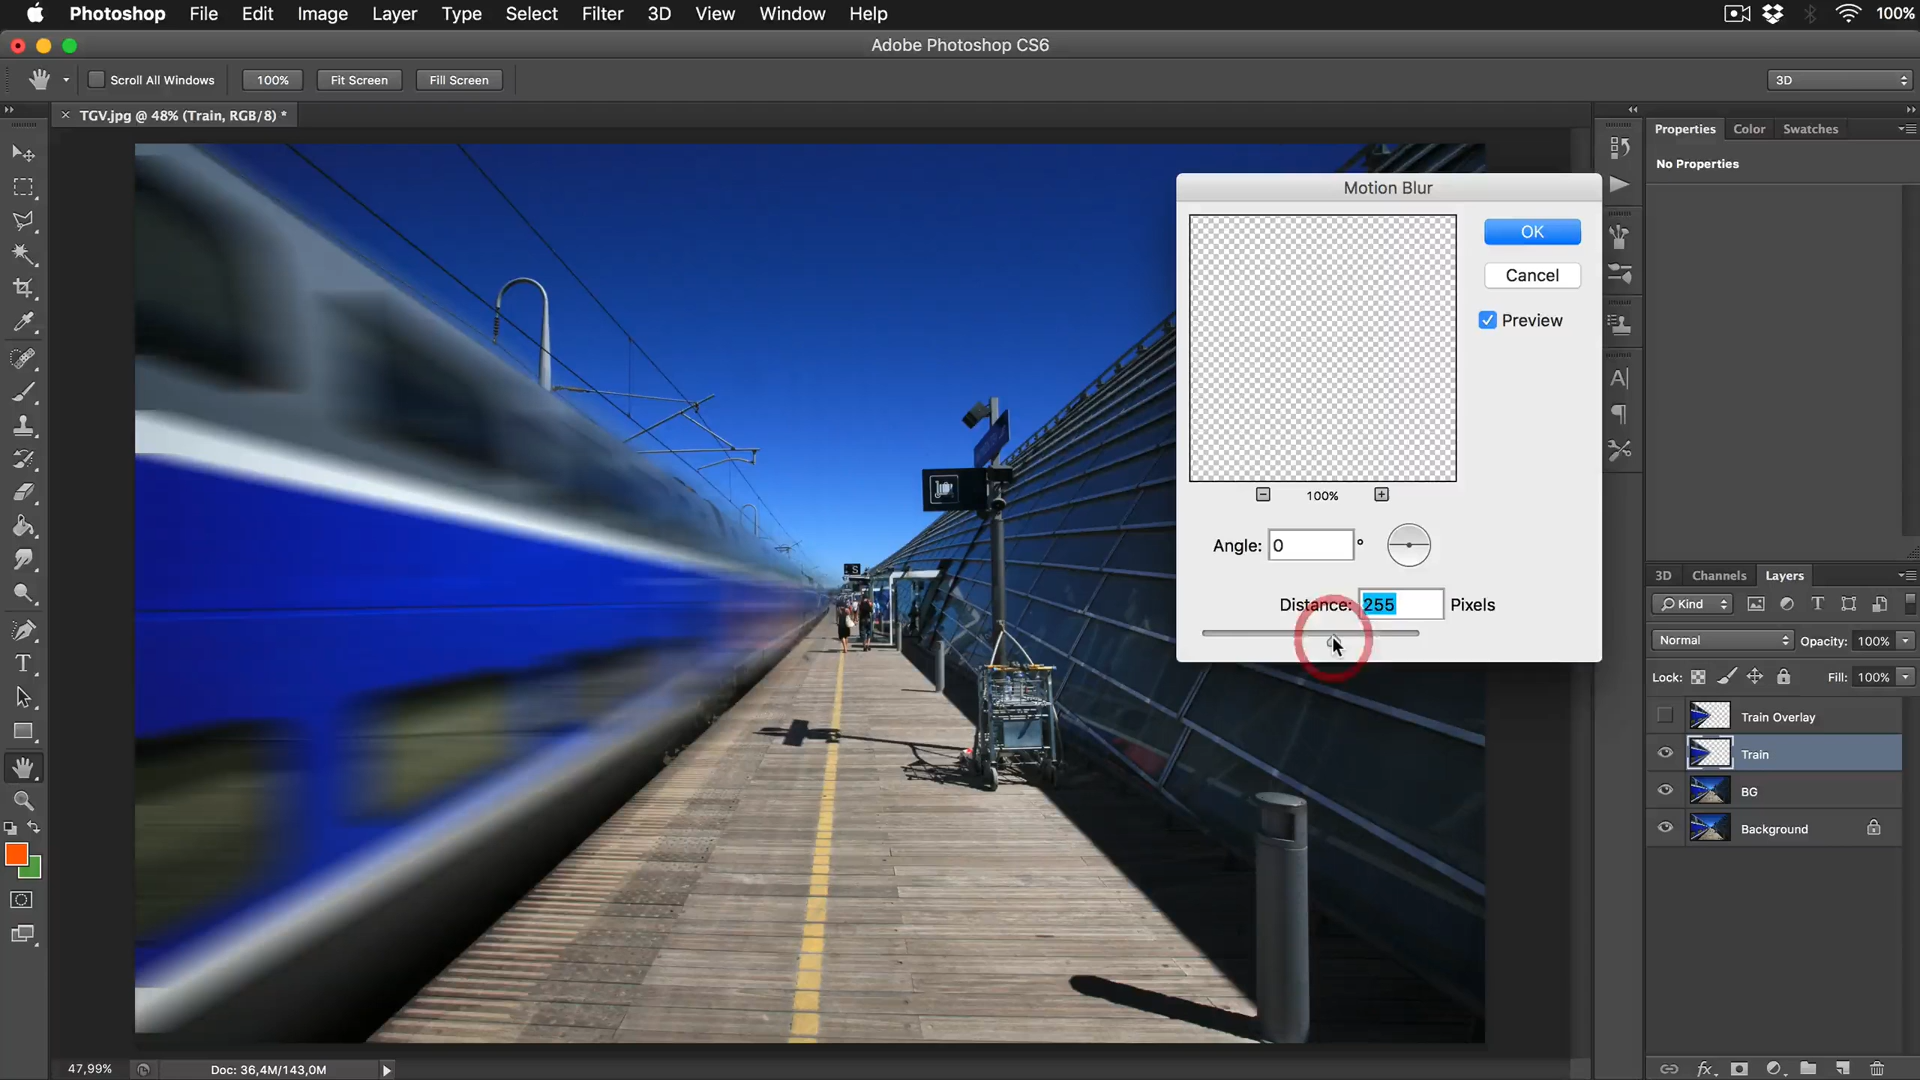 Photoshop File Edit Image Layer Type Select Filter 3D View Window Help 100%
Adobe Photoshop CS6
Scroll All Windows 100% Fit Screen Fill Screen 3D
TGV.jpg @ 48% (Train, RGB/8) *
Properties Color Swatches
No Properties
Motion Blur
OK
Cancel
Preview
100%
Angle: 0 °
Distance: 255 Pixels
S
3D Channels Layers
Kind
Normal Opacity: 100%
Lock: Fill: 100%
Train Overlay
Train
BG
Background
47,99% Doc: 36,4M/143,0M